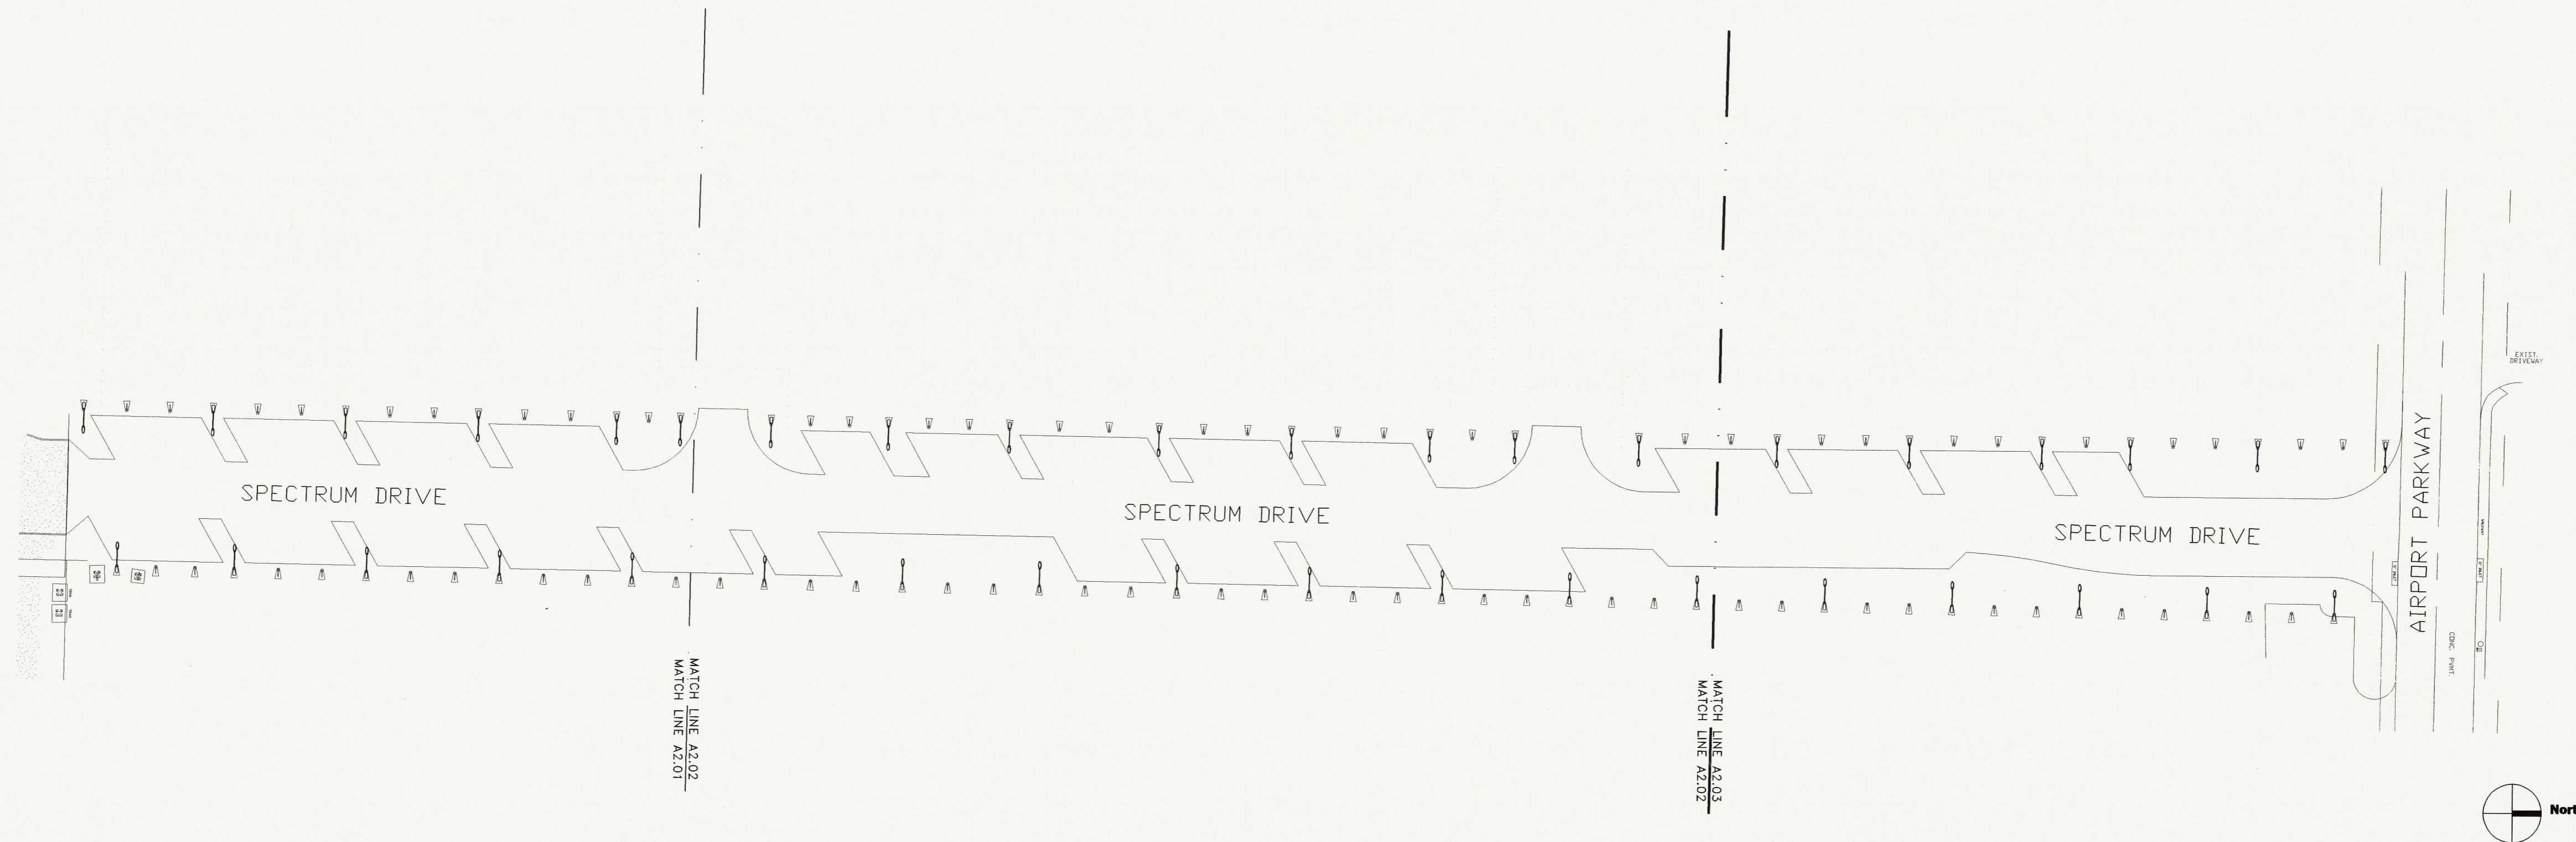 EXIST.
DRIVEWAY
SPECTRUM DRIVE
SPECTRUM DRIVE
SPECTRUM DRIVE
AIRPORT PARKWAY
CONC. PVMT.
MATCH LINE A2.02
MATCH LINE A2.01
MATCH LINE A2.03
MATCH LINE A2.02
Nort